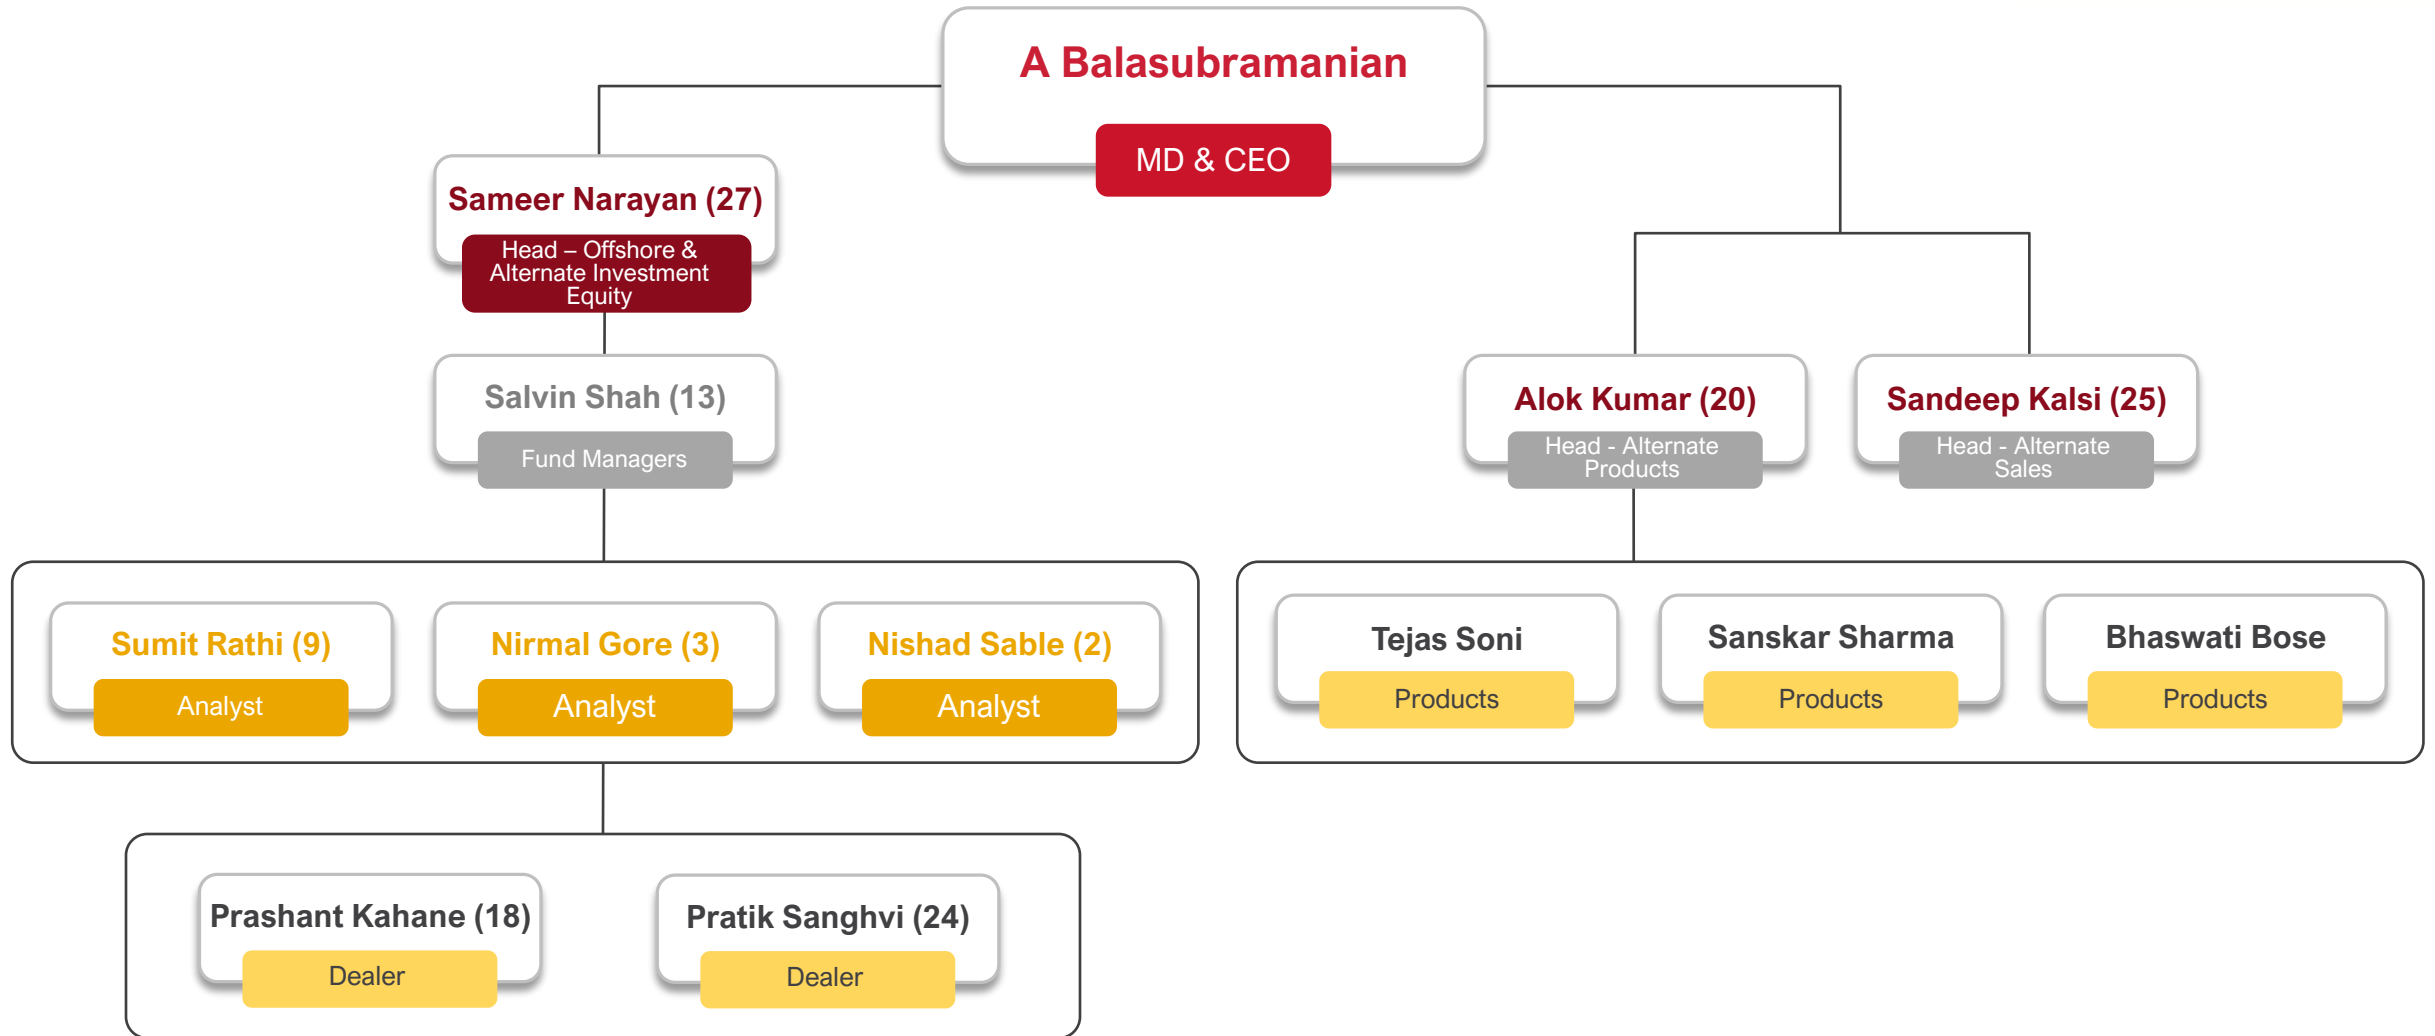 A Balasubramanian
MD & CEO
Sameer Narayan (27)
Head – Offshore &
Alternate Investment
Equity
Salvin Shah (13)
Fund Managers
Alok Kumar (20)
Head - Alternate
Products
Sandeep Kalsi (25)
Head - Alternate
Sales
Sumit Rathi (9)
Analyst
Nirmal Gore (3)
Analyst
Nishad Sable (2)
Analyst
Tejas Soni
Products
Sanskar Sharma
Products
Bhaswati Bose
Products
Prashant Kahane (18)
Dealer
Pratik Sanghvi (24)
Dealer